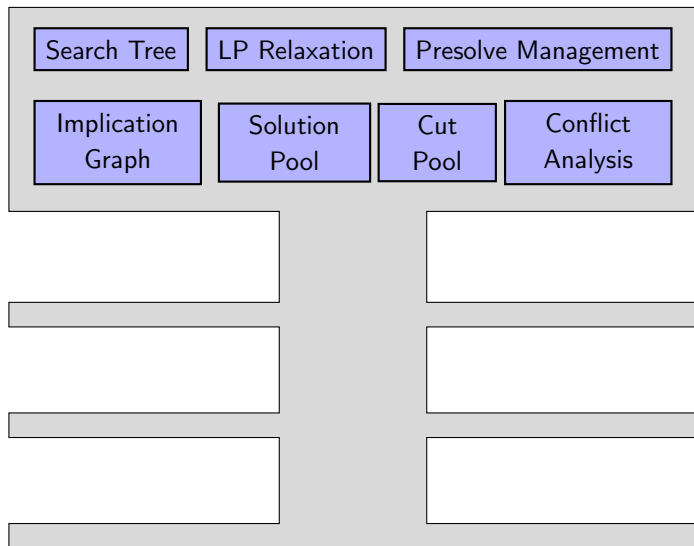 Search Tree
LP Relaxation
Presolve Management
Implication
Graph
Solution
Pool
Cut
Pool
Conflict
Analysis